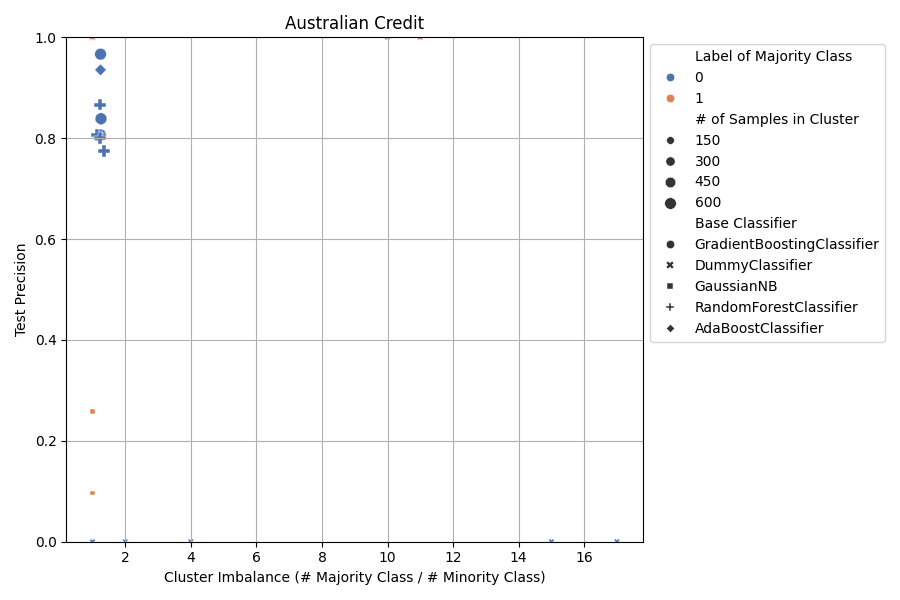 Australian Credit
1.0
0.8
0.6
0.4
0.2
0.0
Test Precision
2
4
6
8
10
12
14
16
Cluster Imbalance (# Majority Class / # Minority Class)
Label of Majority Class
0
1
# of Samples in Cluster
150
300
450
600
Base Classifier
GradientBoostingClassifier
DummyClassifier
GaussianNB
RandomForestClassifier
AdaBoostClassifier